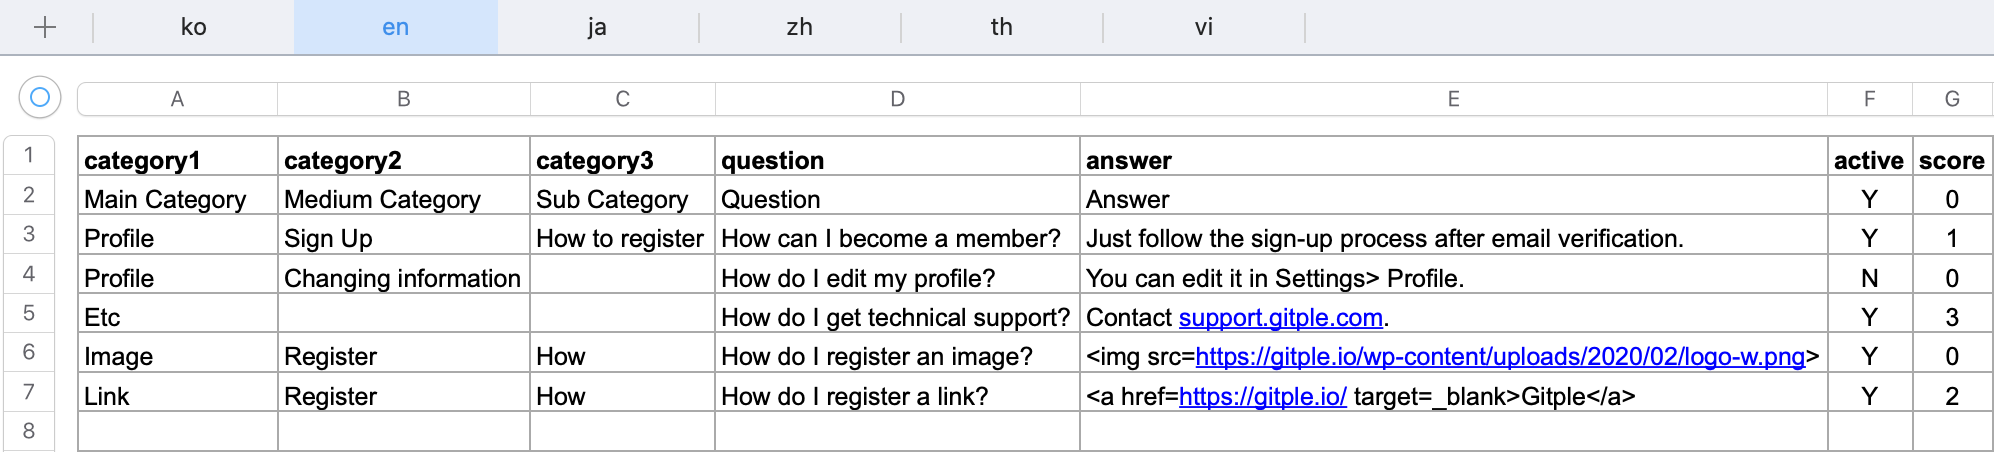 ko en ja zh th vi
A B C D E F G
1 category1 category2 category3 question answer active score
2 Main Category Medium Category Sub Category Question Answer Y 0
3 Profile Sign Up How to register How can I become a member? Just follow the sign-up process after email verification. Y 1
4 Profile Changing information How do I edit my profile? You can edit it in Settings> Profile. N 0
5 Etc How do I get technical support? Contact support.gitple.com. Y 3
6 Image Register How How do I register an image? <img src=https://gitple.io/wp-content/uploads/2020/02/logo-w.png> Y 0
7 Link Register How How do I register a link? <a href=https://gitple.io/ target=_blank>Gitple</a> Y 2
8